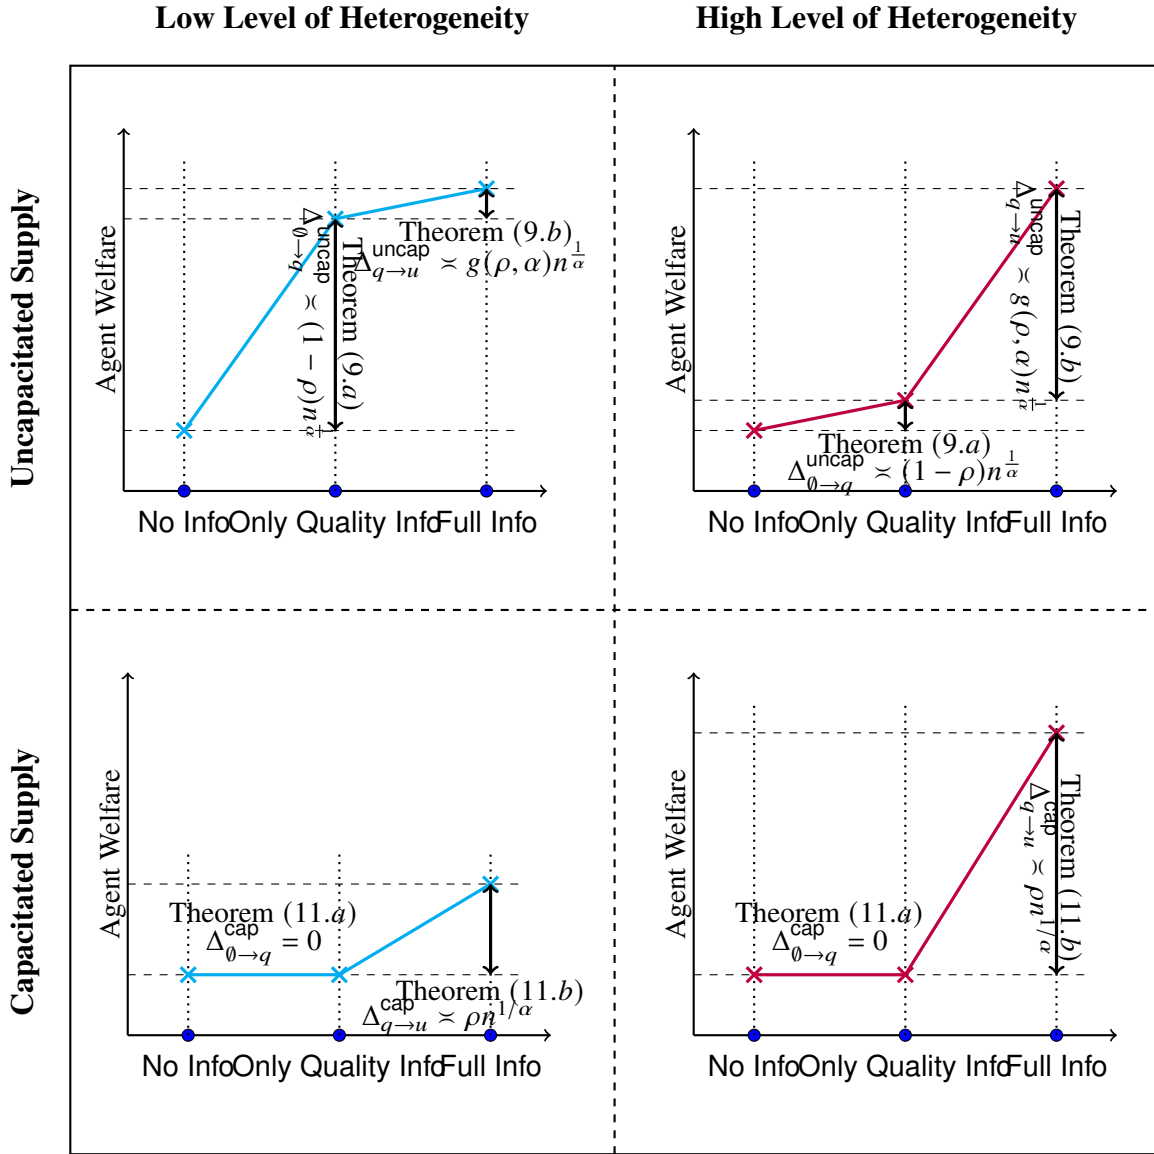 Low Level of Heterogeneity
High Level of Heterogeneity
Uncapacitated Supply
Agent Welfare
Δ^uncap_∅→q ≍ (1 − ρ)n^(1/α)
Theorem (9.a)
Theorem (9.b)
Δ^uncap_q→u ≍ g(ρ, α)n^(1/α)
No Info
Only Quality Info
Full Info
Agent Welfare
Δ^uncap_q→u ≍ g(ρ, α)n^(1/α)
Theorem (9.b)
Theorem (9.a)
Δ^uncap_∅→q ≍ (1 − ρ)n^(1/α)
No Info
Only Quality Info
Full Info
Capacitated Supply
Agent Welfare
Theorem (11.a)
Δ^cap_∅→q = 0
Theorem (11.b)
Δ^cap_q→u ≍ ρn^1/α
No Info
Only Quality Info
Full Info
Agent Welfare
Theorem (11.a)
Δ^cap_∅→q = 0
Δ^cap_q→u ≍ ρn^1/α
Theorem (11.b)
No Info
Only Quality Info
Full Info